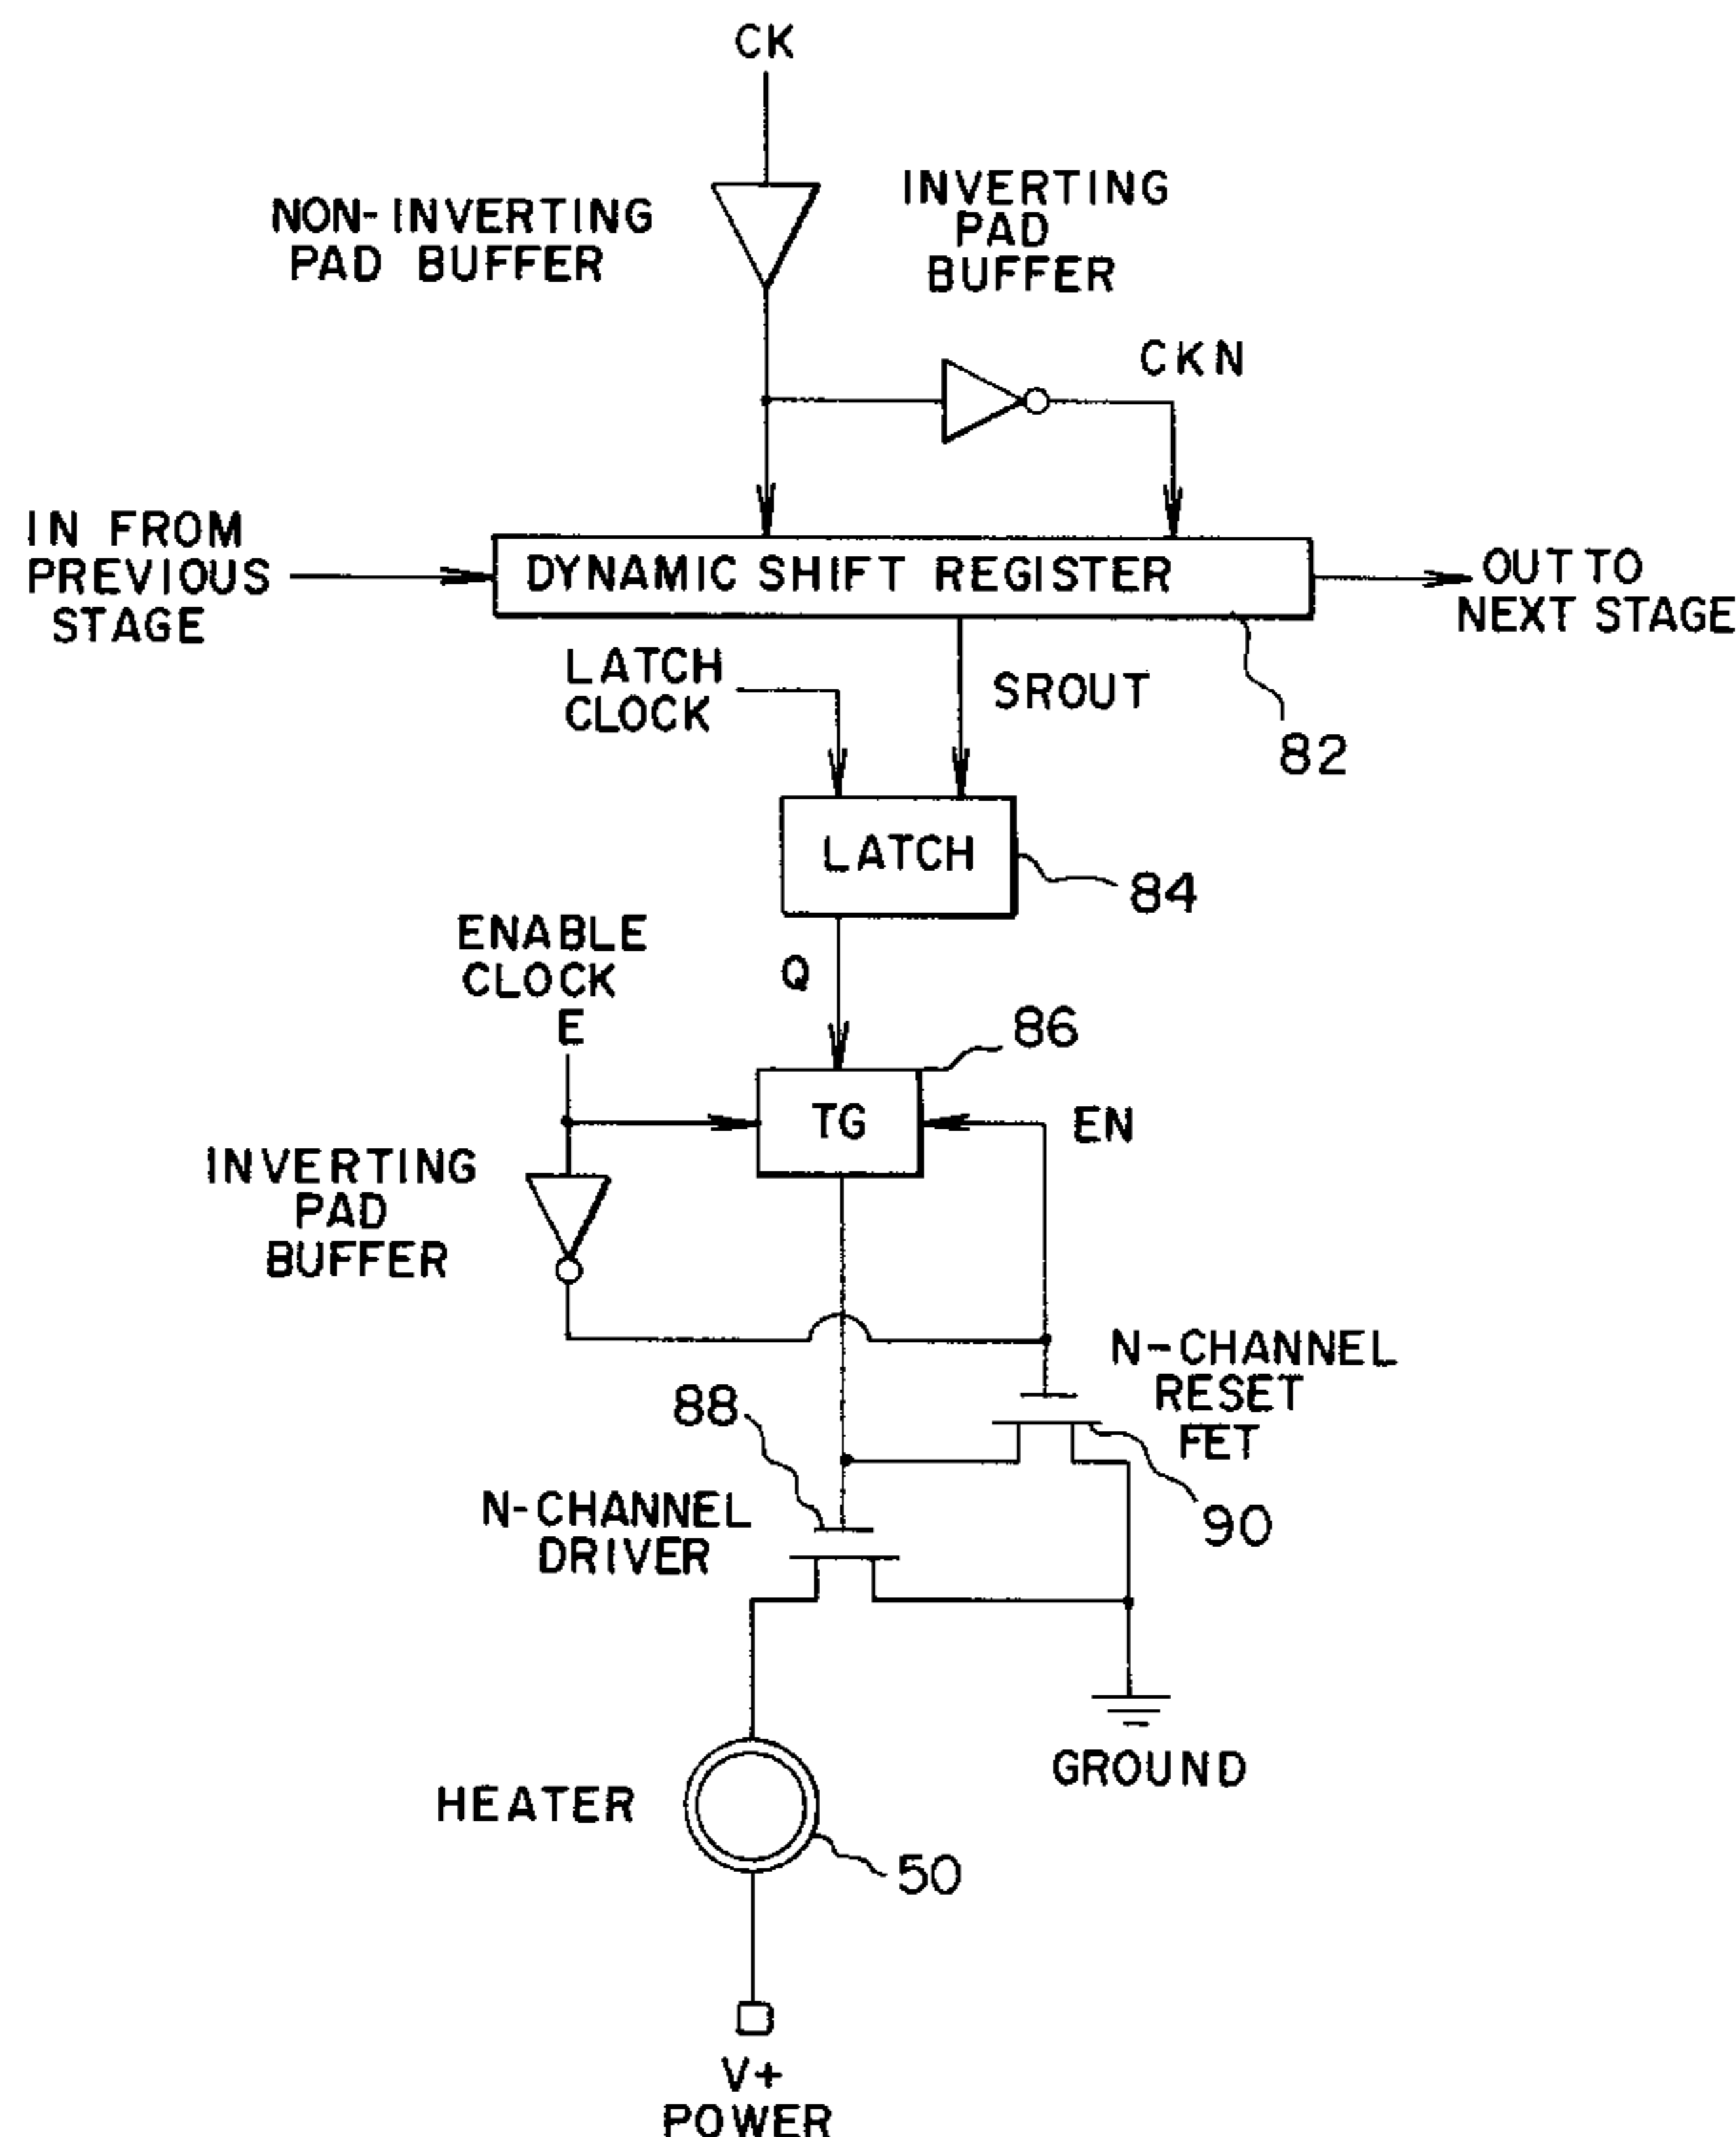 CK
NON-INVERTING
PAD BUFFER
INVERTING
PAD
BUFFER
CKN
IN FROM
PREVIOUS
STAGE
DYNAMIC SHIFT REGISTER
OUT TO
NEXT STAGE
LATCH
CLOCK
SROUT
82
LATCH
84
ENABLE
CLOCK
E
Q
86
TG
EN
INVERTING
PAD
BUFFER
N-CHANNEL
RESET
FET
88
90
N-CHANNEL
DRIVER
GROUND
HEATER
50
V+
POWER